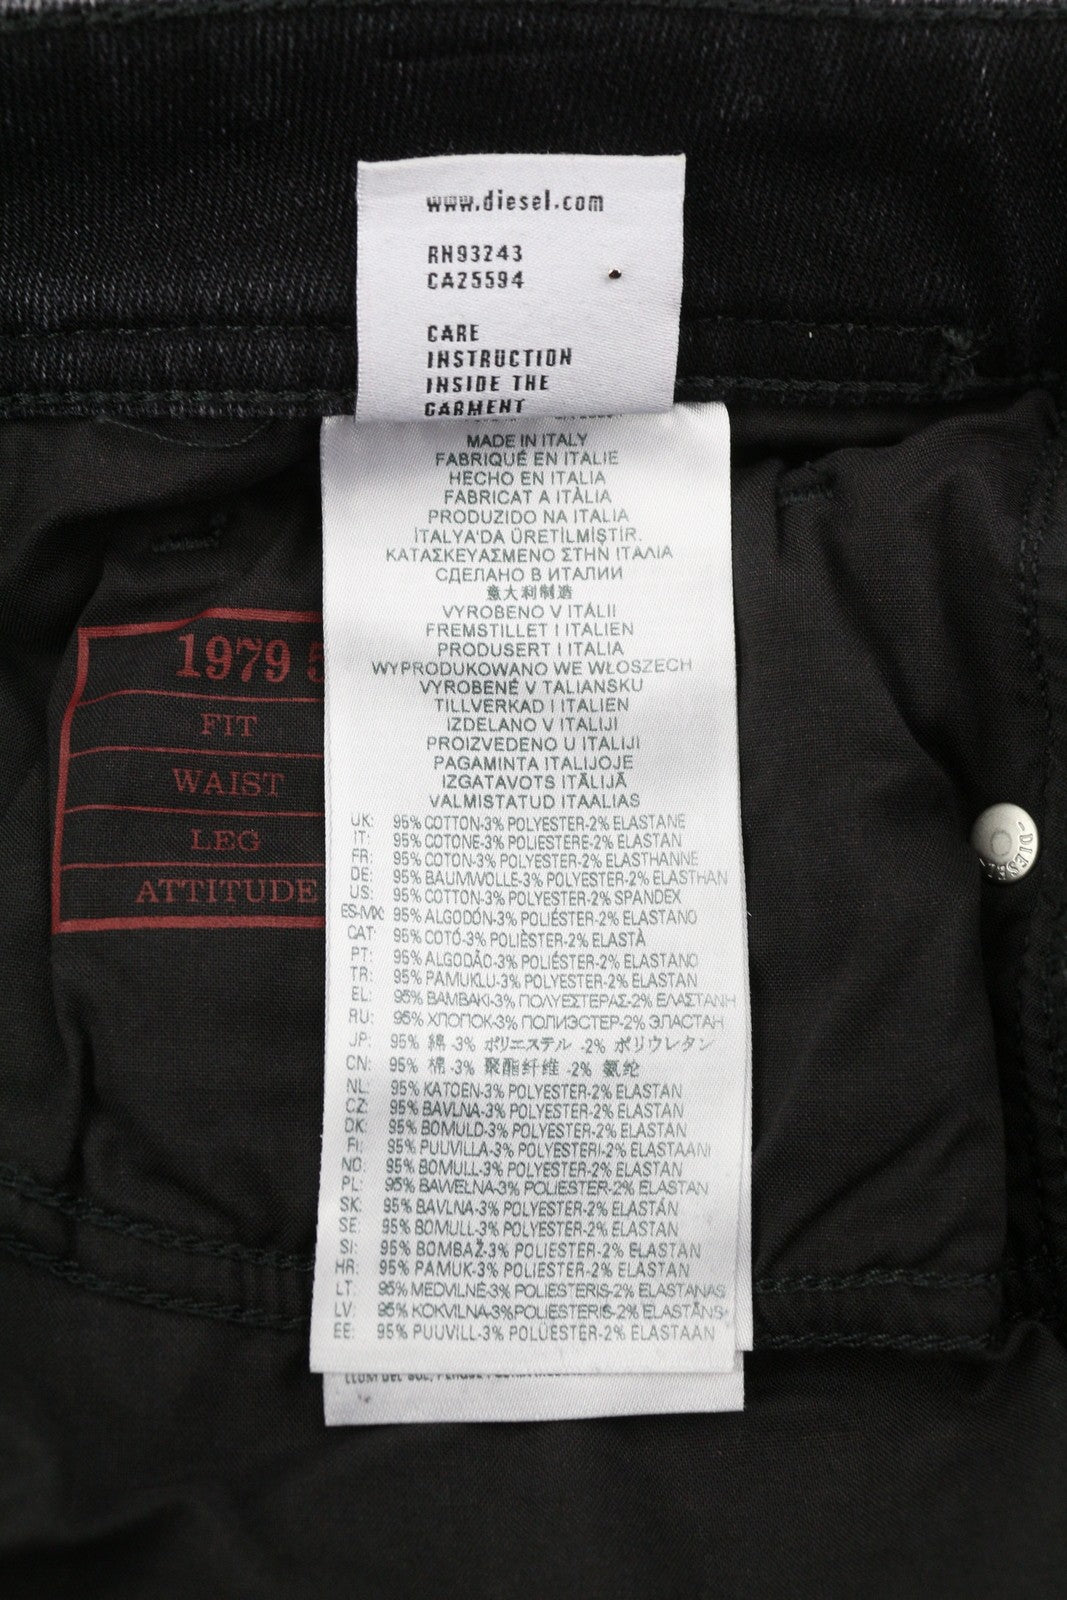 www.diesel.com
RN93243
CA25594
CARE
INSTRUCTION
INSIDE THE
GARMENT
MADE IN ITALY
FABRIQUÉ EN ITALIE
HECHO EN ITALIA
FABRICAT A ITÀLIA
PRODUZIDO NA ITALIA
İTALYA'DA ÜRETİLMİŞTİR.
ΚΑΤΑΣΚΕΥΑΣΜΕΝΟ ΣΤΗΝ ΙΤΑΛΙΑ
СДЕЛАНО В ИТАЛИИ
意大利制造
VYROBENO V ITÁLII
FREMSTILLET I ITALIEN
PRODUSERT I ITALIA
WYPRODUKOWANO WE WŁOSZECH
VYROBENÉ V TALIANSKU
TILLVERKAD I ITALIEN
IZDELANO V ITALIJI
PROIZVEDENO U ITALIJI
PAGAMINTA ITALIJOJE
IZGATAVOTS ITĀLIJĀ
VALMISTATUD ITAALIAS
UK: 95% COTTON-3% POLYESTER-2% ELASTANE
IT: 95% COTONE-3% POLIESTERE-2% ELASTAN
FR: 95% COTON-3% POLYESTER-2% ELASTHANNE
DE: 95% BAUMWOLLE-3% POLYESTER-2% ELASTHAN
US: 95% COTTON-3% POLYESTER-2% SPANDEX
ES-MX: 95% ALGODÓN-3% POLIÉSTER-2% ELASTANO
CAT: 95% COTÓ-3% POLIÈSTER-2% ELASTÀ
PT: 95% ALGODÃO-3% POLIÉSTER-2% ELASTANO
TR: 95% PAMUKLU-3% POLYESTER-2% ELASTAN
EL: 95% ΒΑΜΒΑΚΙ-3% ΠΟΛΥΕΣΤΕΡΑΣ-2% ΕΛΑΣΤΑΝΗ
RU: 95% ХЛОПОК-3% ПОЛИЭСТЕР-2% ЭЛАСТАН
JP: 95% 綿 -3% ポリエステル -2% ポリウレタン
CN: 95% 棉 -3% 聚酯纤维 -2% 氨纶
NL: 95% KATOEN-3% POLYESTER-2% ELASTAN
CZ: 95% BAVLNA-3% POLYESTER-2% ELASTAN
DK: 95% BOMULD-3% POLYESTER-2% ELASTAN
FI: 95% PUUVILLA-3% POLYESTERI-2% ELASTAANI
NO: 95% BOMULL-3% POLYESTER-2% ELASTAN
PL: 95% BAWEŁNA-3% POLIESTER-2% ELASTAN
SK: 95% BAVLNA-3% POLYESTER-2% ELASTÁN
SE: 95% BOMULL-3% POLYESTER-2% ELASTAN
SI: 95% BOMBAŽ-3% POLIESTER-2% ELASTAN
HR: 95% PAMUK-3% POLIESTER-2% ELASTAN
LT: 95% MEDVILNĖ-3% POLIESTERIS-2% ELASTANAS
LV: 95% KOKVILNA-3% POLIESTERIS-2% ELASTĀNS
EE: 95% PUUVILL-3% POLÜESTER-2% ELASTAAN
1979
FIT
WAIST
LEG
ATTITUDE
DIESEL